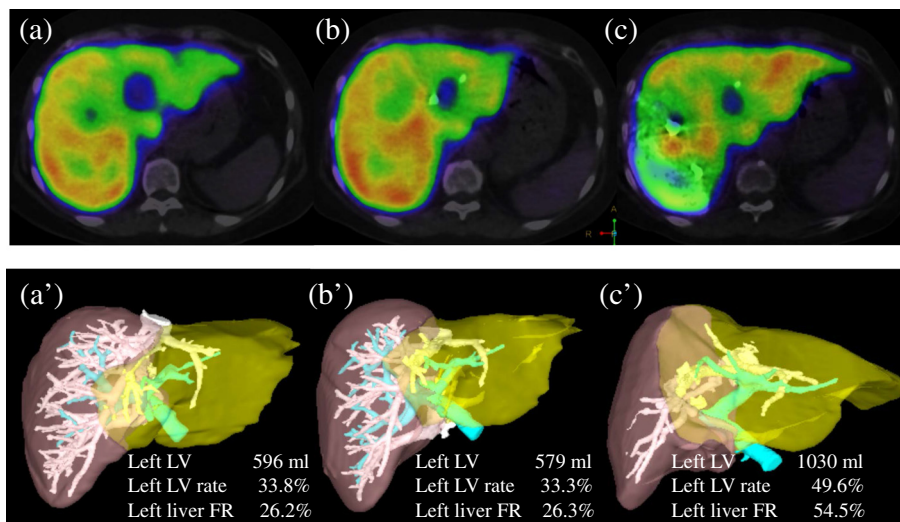 (a) (b) (c)
A
R
(a') (b') (c')
Left LV 596 ml Left LV 579 ml Left LV 1030 ml
Left LV rate 33.8% Left LV rate 33.3% Left LV rate 49.6%
Left liver FR 26.2% Left liver FR 26.3% Left liver FR 54.5%